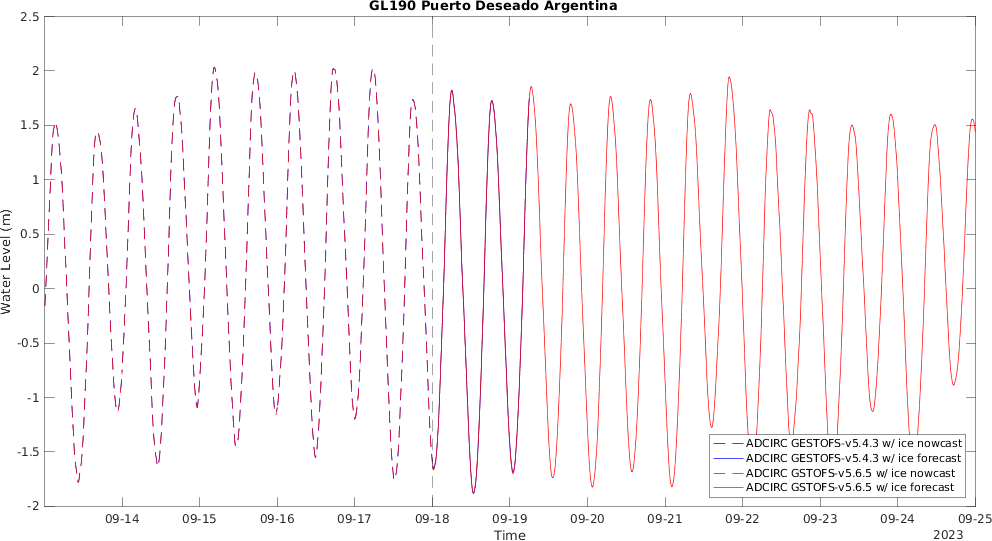 GL190 Puerto Deseado Argentina
2.5
2
1.5
1
0.5
0
-0.5
-1
-1.5
-2
Water Level (m)
09-14 09-15 09-16 09-17 09-18 09-19 09-20 09-21 09-22 09-23 09-24 09-25
Time
2023
ADCIRC GESTOFS-v5.4.3 w/ ice nowcast
ADCIRC GESTOFS-v5.4.3 w/ ice forecast
ADCIRC GSTOFS-v5.6.5 w/ ice nowcast
ADCIRC GSTOFS-v5.6.5 w/ ice forecast